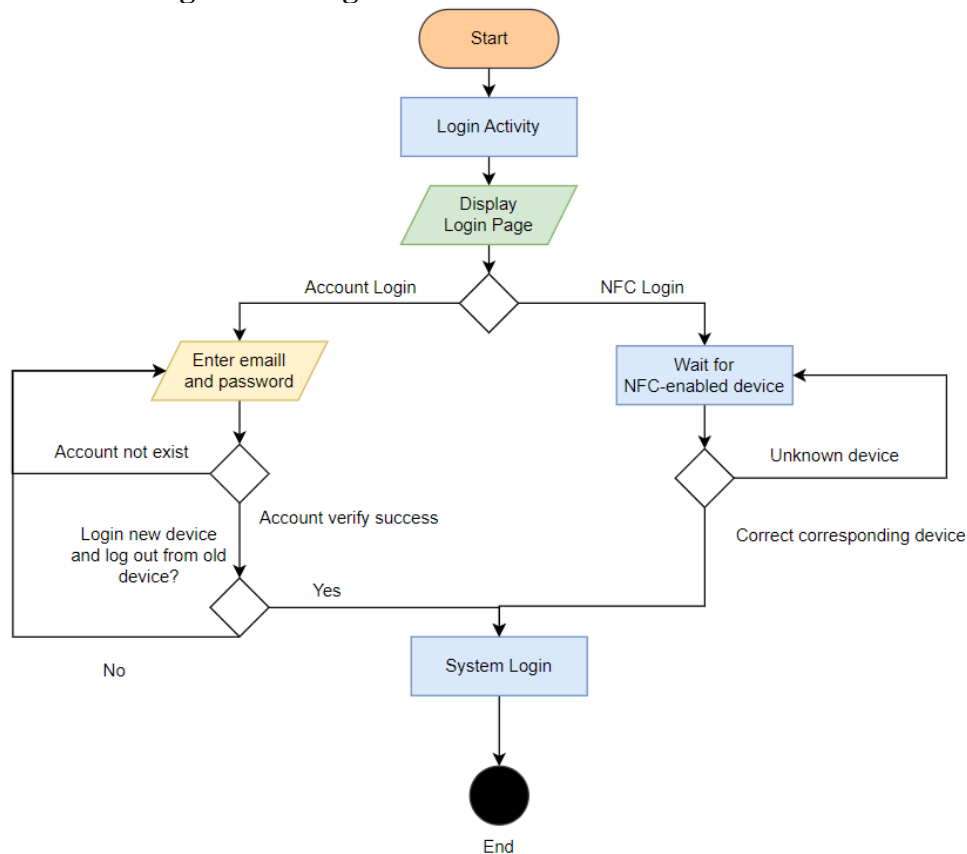 Start
Login Activity
Display
Login Page
Account Login
NFC Login
Enter emaill
and password
Wait for
NFC-enabled device
Account not exist
Unknown device
Account verify success
Login new device
and log out from old
device?
Correct corresponding device
Yes
System Login
No
End